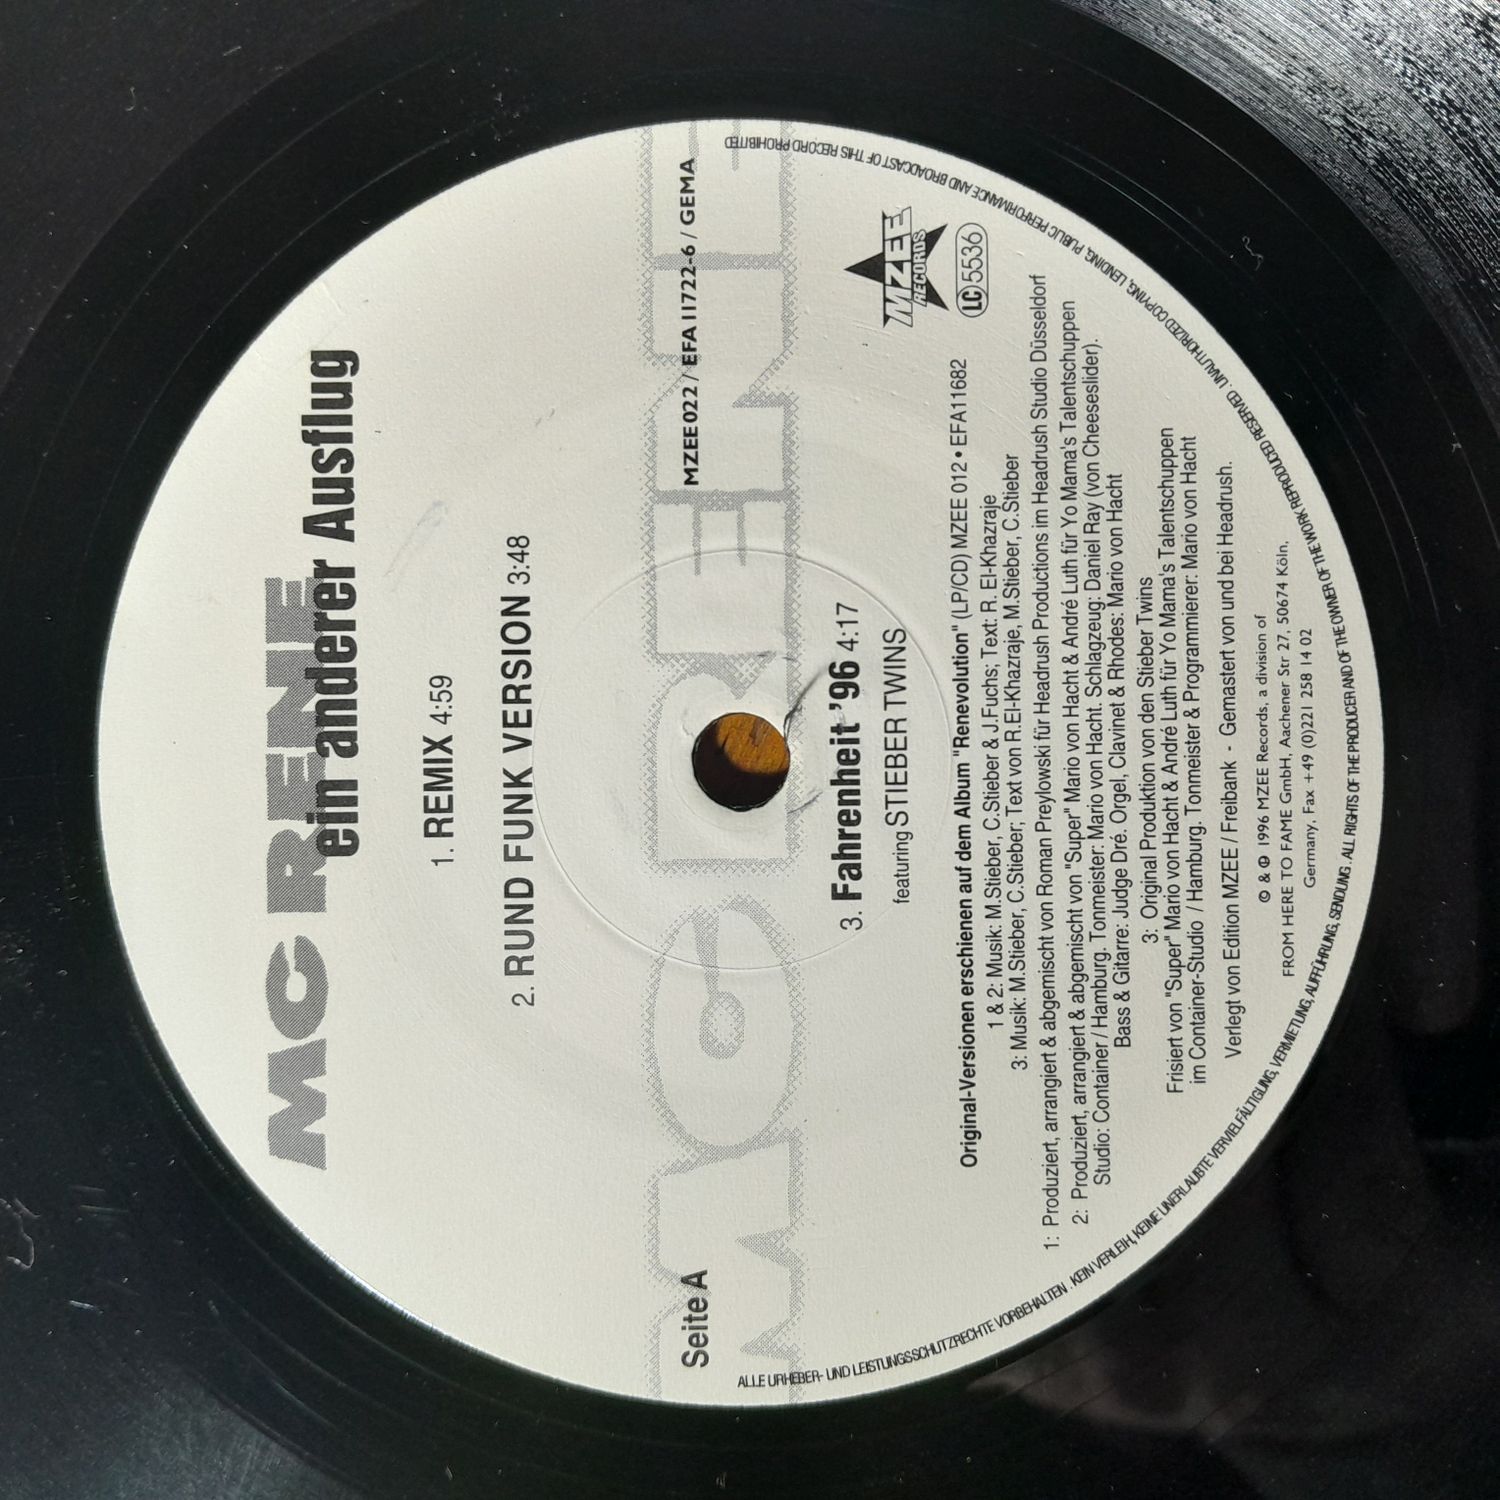 MC RENE
ein anderer Ausflug
1. REMIX 4:59
2. RUND FUNK VERSION 3:48
MC RENE
Seite A
MZEE 022 / EFA 11722-6 / GEMA
3. Fahrenheit '96 4:17
featuring STIEBER TWINS
MZEE
RECORDS
LC 5536
Original-Versionen erschienen auf dem Album "Renevolution" (LP/CD) MZEE 012 • EFA11682
1 & 2: Musik: M.Stieber, C.Stieber & J.Fuchs; Text: R. El-Khazraje
3: Musik: M.Stieber, C.Stieber; Text von R.El-Khazraje, M.Stieber, C.Stieber
1: Produziert, arrangiert & abgemischt von Roman Preylowski für Headrush Productions im Headrush Studio Düsseldorf
2: Produziert, arrangiert & abgemischt von "Super" Mario von Hacht & André Luth für Yo Mama's Talentschuppen
Studio: Container / Hamburg. Tonmeister: Mario von Hacht. Schlagzeug: Daniel Ray (von Cheeseslider).
Bass & Gitarre: Judge Dré. Orgel, Clavinet & Rhodes: Mario von Hacht
3: Original Produktion von den Stieber Twins
Frisiert von "Super" Mario von Hacht & André Luth für Yo Mama's Talentschuppen
im Container-Studio / Hamburg. Tonmeister & Programmierer: Mario von Hacht
Verlegt von Edition MZEE / Freibank - Gemastert von und bei Headrush.
© & ℗ 1996 MZEE Records, a division of
FROM HERE TO FAME GmbH, Aachener Str 27, 50674 Köln,
Germany, Fax +49 (0)221 258 14 02
ALLE URHEBER- UND LEISTUNGSSCHUTZRECHTE VORBEHALTEN. KEIN VERLEIH, KEINE UNERLAUBTE VERVIELFÄLTIGUNG, VERMIETUNG, AUFFÜHRUNG, SENDUNG. ALL RIGHTS OF THE PRODUCER AND OF THE OWNER OF THE WORK REPRODUCED RESERVED. UNAUTHORIZED COPYING, LENDING, PUBLIC PERFORMANCE AND BROADCAST OF THIS RECORD PROHIBITED